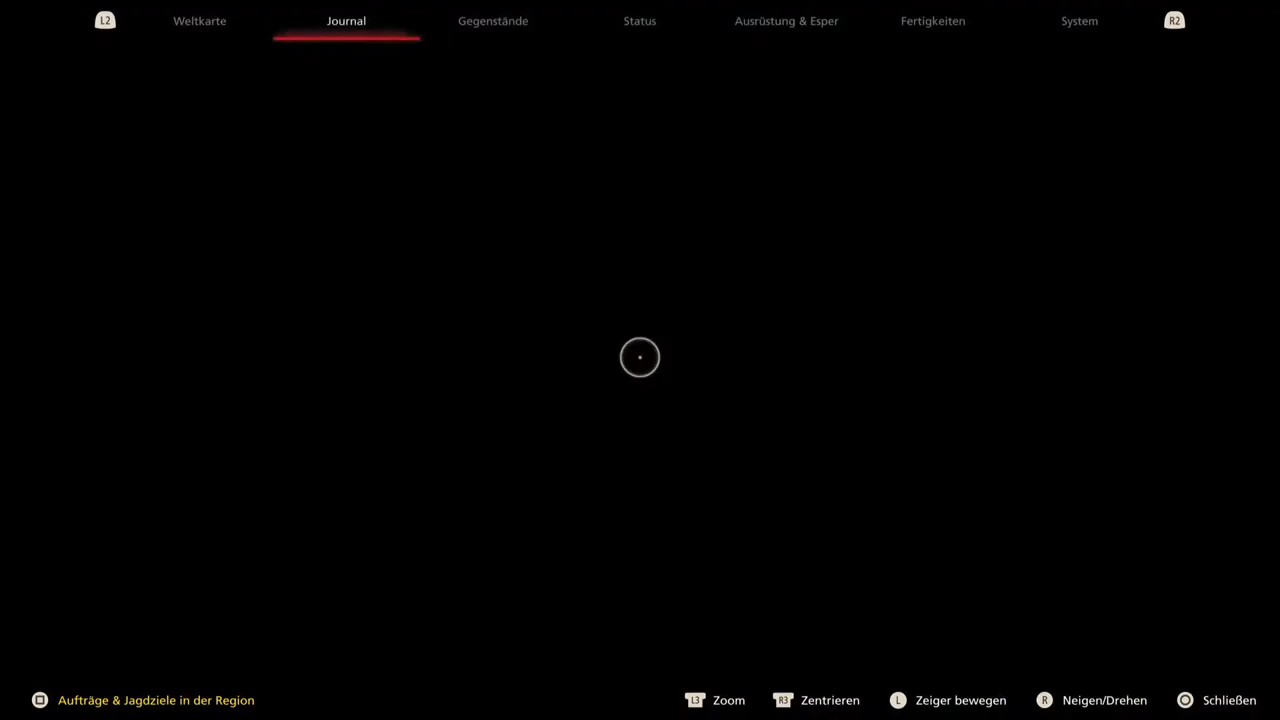 L2 Weltkarte Journal Gegenstände Status Ausrüstung & Esper Fertigkeiten System R2
Aufträge & Jagdziele in der Region L3 Zoom R3 Zentrieren L Zeiger bewegen R Neigen/Drehen Schließen